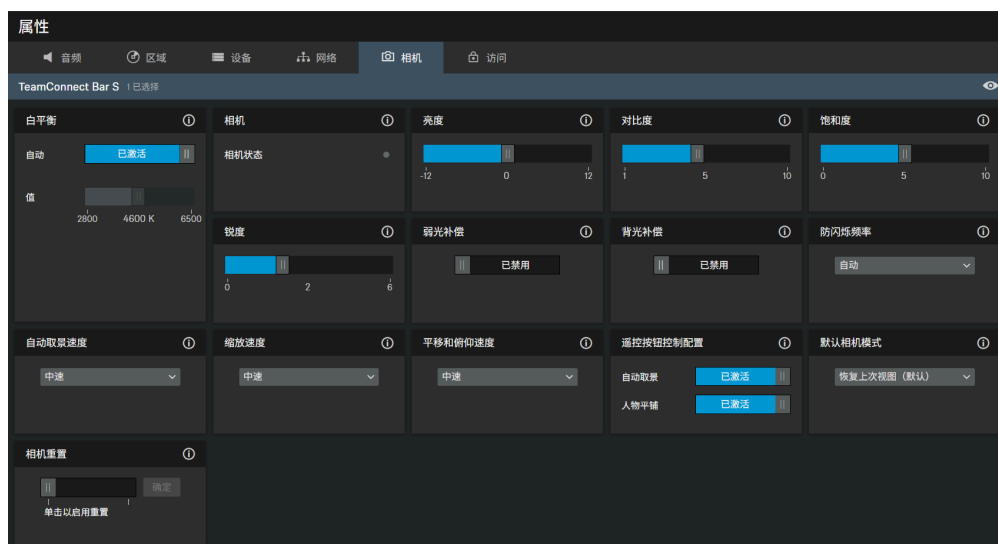 属性
音频 区域 设备 网络 相机 访问
TeamConnect Bar S 1 已选择
白平衡
自动 已激活
值
2800 4600 K 6500
相机
相机状态
亮度
-12 0 12
对比度
1 5 10
饱和度
0 5 10
锐度
0 2 6
弱光补偿
已禁用
背光补偿
已禁用
防闪烁频率
自动
自动取景速度
中速
缩放速度
中速
平移和俯仰速度
中速
遥控按钮控制配置
自动取景 已激活
人物平铺 已激活
默认相机模式
恢复上次视图（默认）
相机重置
确定
单击以启用重置